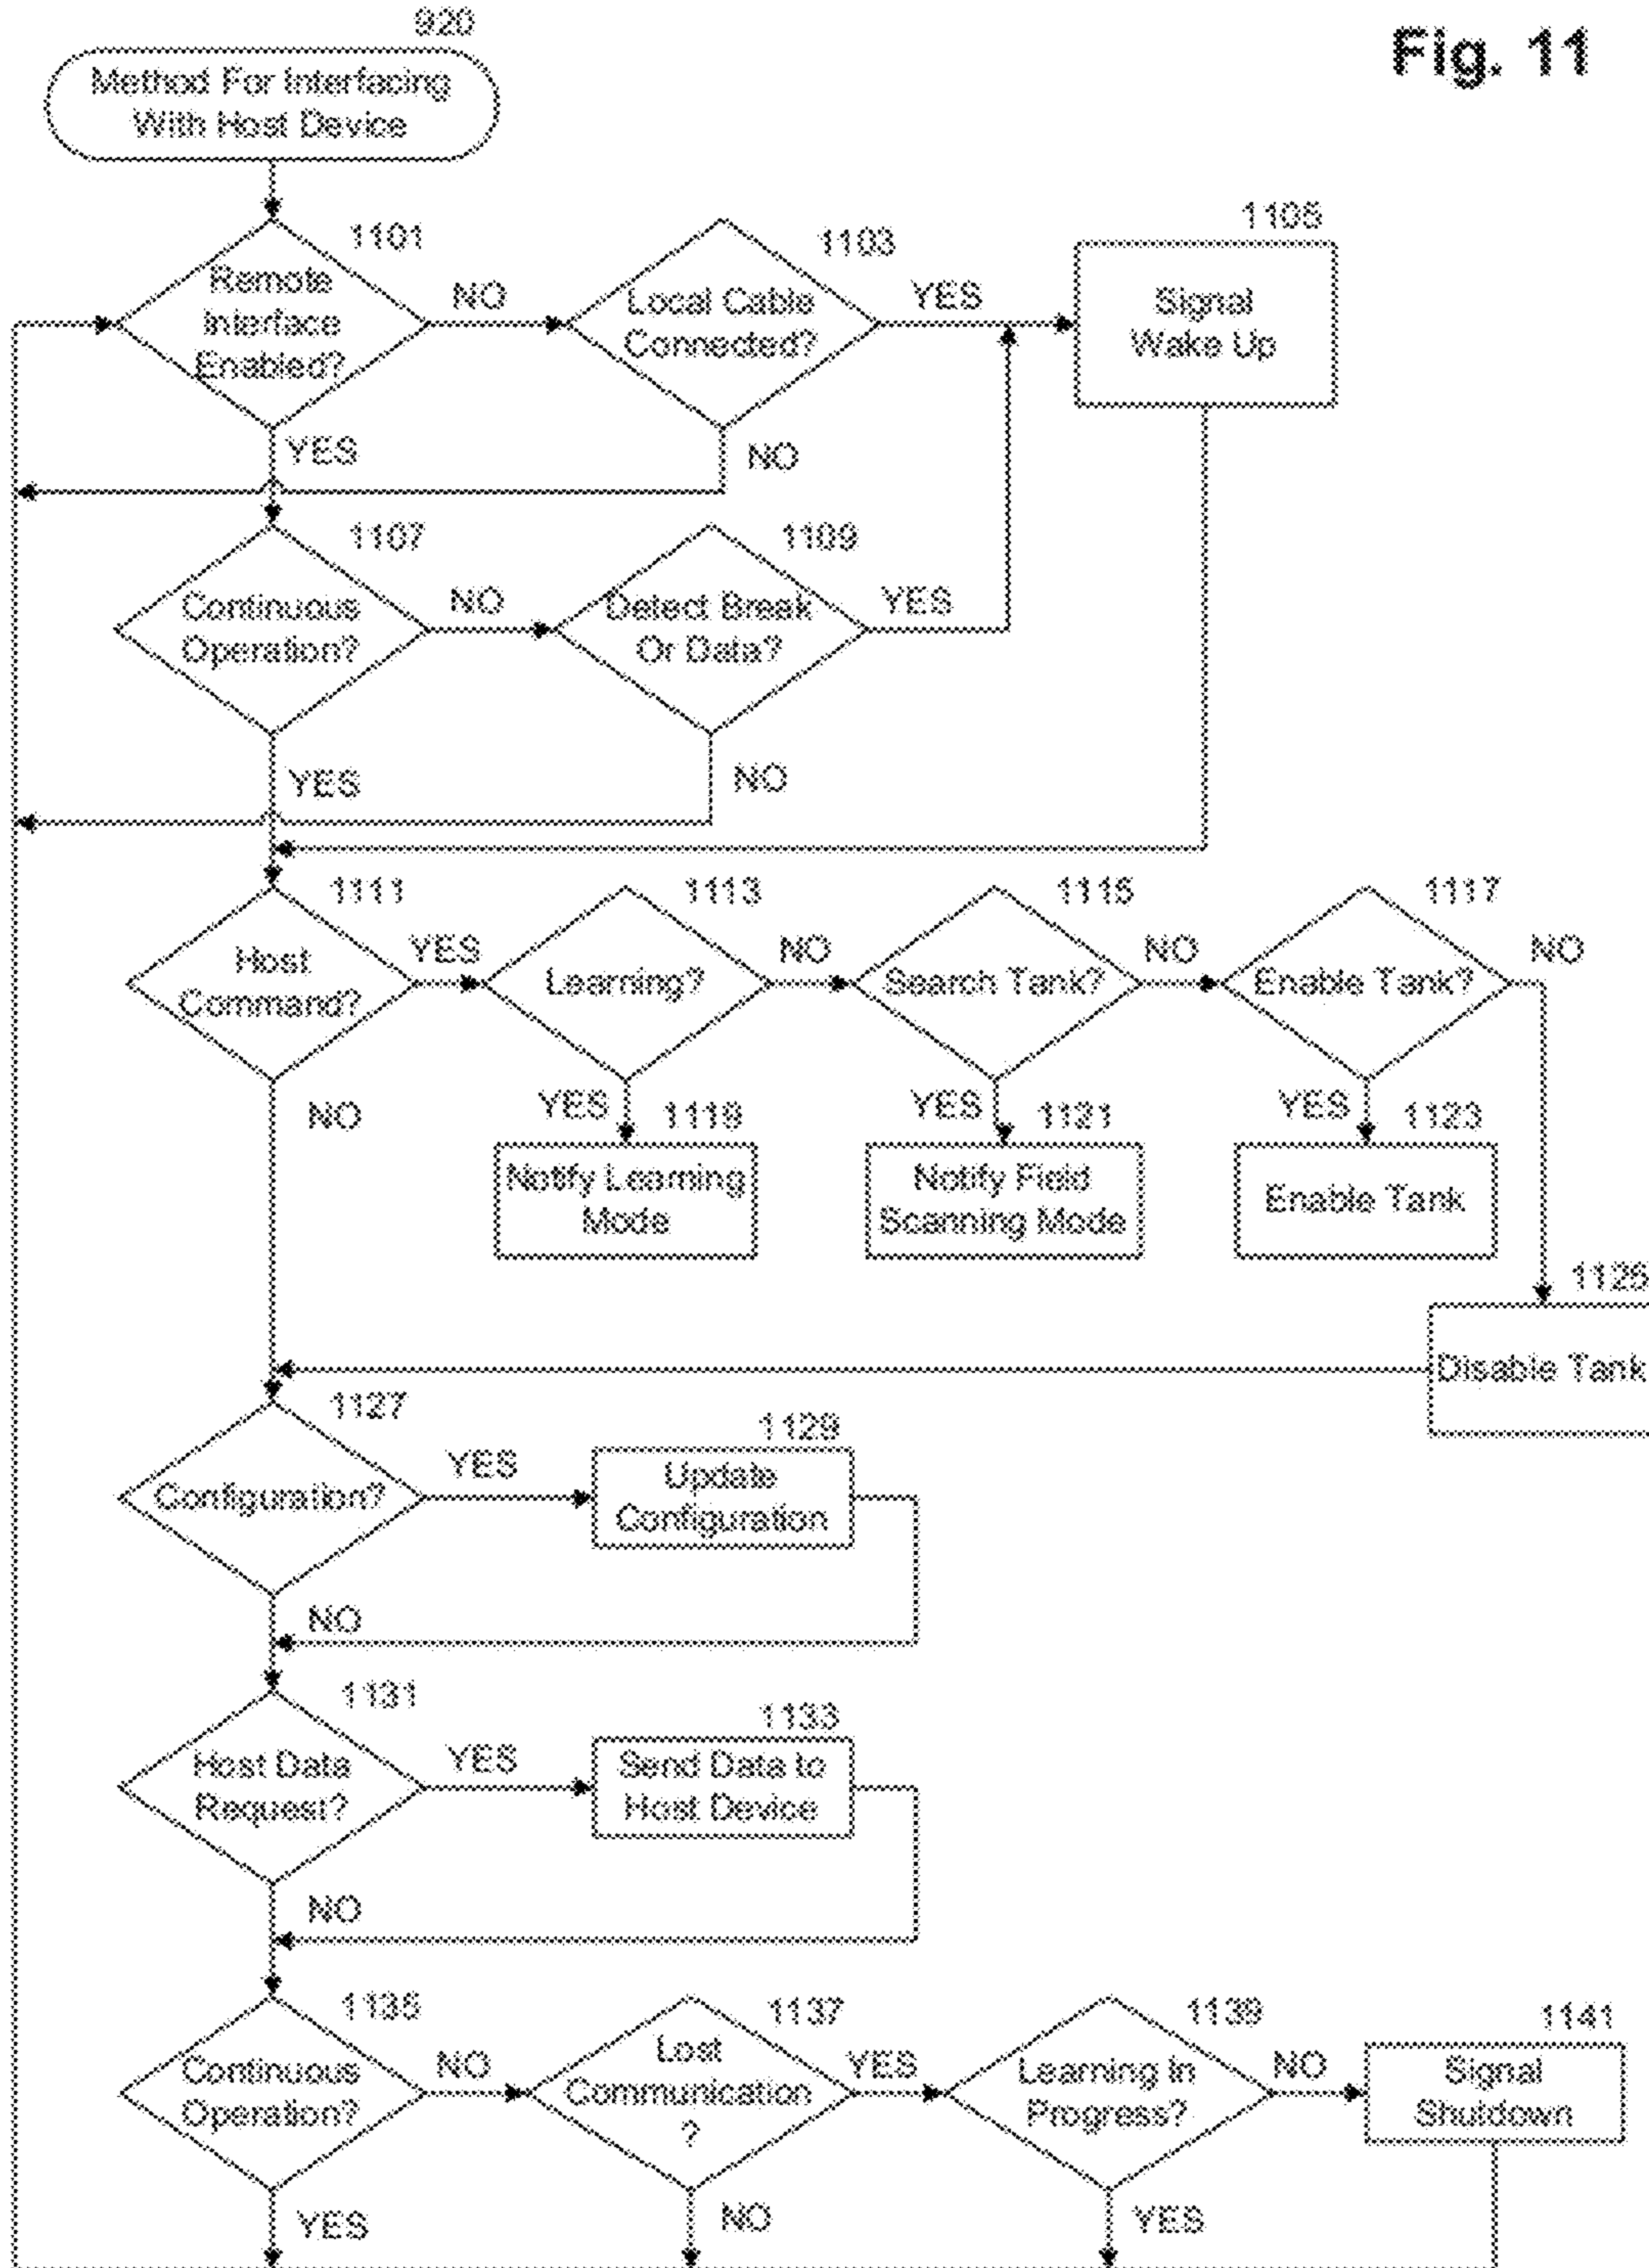 920
Fig. 11
Method For Interfacing
With Host Device
1101
Remote
Interface
Enabled?
NO
YES
1103
Local Cable
Connected?
YES
NO
1105
Signal
Wake Up
1107
Continuous
Operation?
NO
YES
1109
Detect Break
Or Data?
YES
NO
1111
Host
Command?
YES
NO
1113
Learning?
NO
YES
1115
Search Tank?
NO
YES
1117
Enable Tank?
NO
YES
1119
Notify Learning
Mode
1121
Notify Field
Scanning Mode
1123
Enable Tank
1125
Disable Tank
1127
Configuration?
YES
NO
1129
Update
Configuration
1131
Host Data
Request?
YES
NO
1133
Send Data to
Host Device
1135
Continuous
Operation?
NO
YES
1137
Lost
Communication
?
YES
NO
1139
Learning In
Progress?
NO
YES
1141
Signal
Shutdown